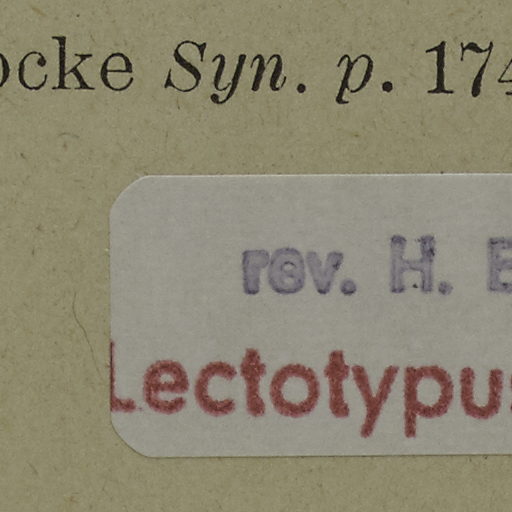 ocke Syn. p. 174
rev. H. E
Lectotypus